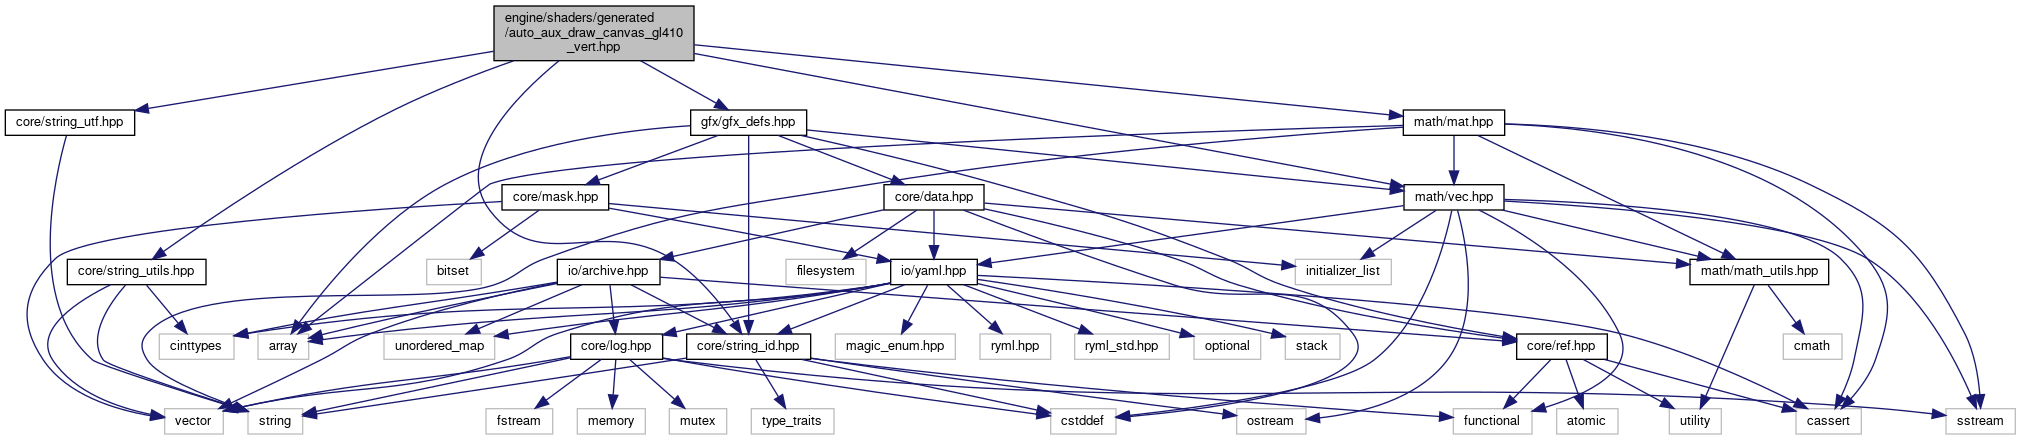 engine/shaders/generated
/auto_aux_draw_canvas_gl410
_vert.hpp
core/string_utf.hpp
gfx/gfx_defs.hpp
math/mat.hpp
core/mask.hpp
core/data.hpp
math/vec.hpp
core/string_utils.hpp
bitset
io/archive.hpp
filesystem
io/yaml.hpp
initializer_list
math/math_utils.hpp
cinttypes
array
unordered_map
core/log.hpp
core/string_id.hpp
magic_enum.hpp
ryml.hpp
ryml_std.hpp
optional
stack
core/ref.hpp
cmath
vector
string
fstream
memory
mutex
type_traits
cstddef
ostream
functional
atomic
utility
cassert
sstream